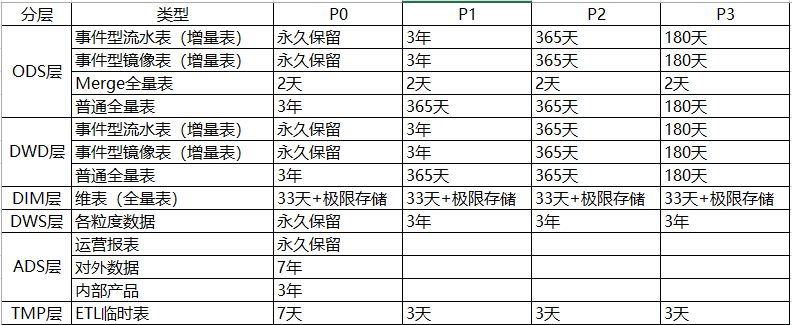 分层 类型 P0 P1 P2 P3
ODS层 事件型流水表（增量表） 永久保留 3年 365天 180天
事件型镜像表（增量表） 永久保留 3年 365天 180天
Merge全量表 2天 2天 2天 2天
普通全量表 3年 365天 365天 180天
DWD层 事件型流水表（增量表） 永久保留 3年 365天 180天
事件型镜像表（增量表） 永久保留 3年 365天 180天
普通全量表 3年 365天 365天 180天
DIM层 维表（全量表） 33天+极限存储 33天+极限存储 33天+极限存储 33天+极限存储
DWS层 各粒度数据 永久保留 3年 3年 3年
ADS层 运营报表 永久保留
对外数据 7年
内部产品 3年
TMP层 ETL临时表 7天 3天 3天 3天